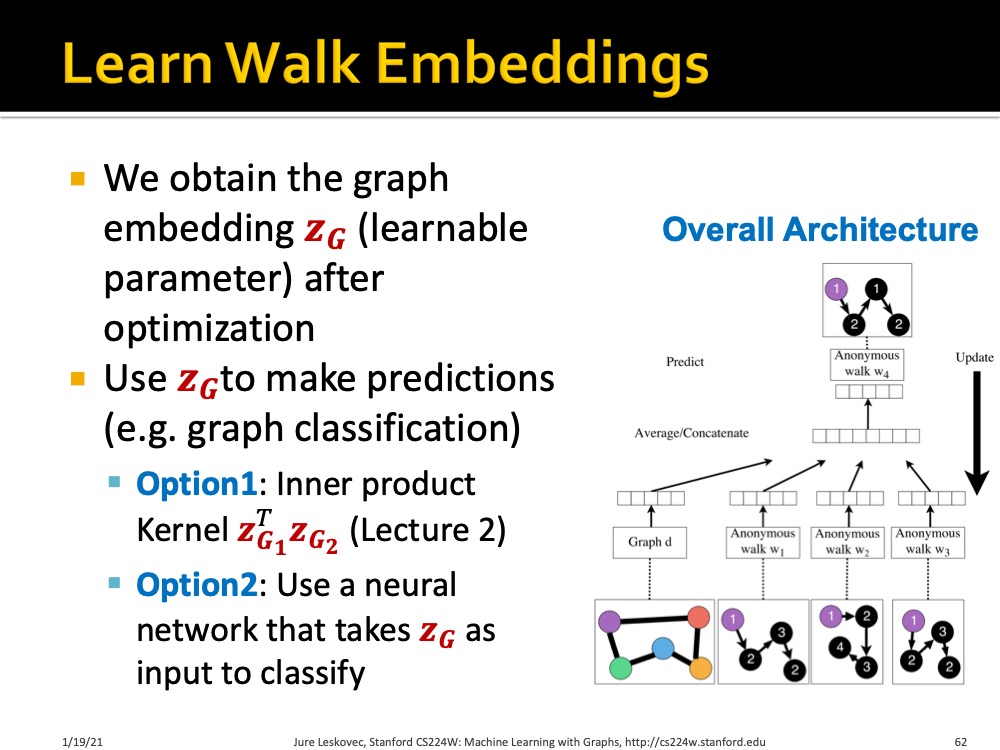 Learn Walk Embeddings
■ We obtain the graph
embedding z_G (learnable
parameter) after
optimization
■ Use z_G to make predictions
(e.g. graph classification)
■ Option1: Inner product
Kernel z_{G_1}^T z_{G_2} (Lecture 2)
■ Option2: Use a neural
network that takes z_G as
input to classify
Overall Architecture
1 1
2 2
Predict
Anonymous
walk w₄
Update
Average/Concatenate
Graph d
Anonymous
walk w₁
Anonymous
walk w₂
Anonymous
walk w₃
1 3
2 2
1 2
4 3
1 3
2 2
1/19/21
Jure Leskovec, Stanford CS224W: Machine Learning with Graphs, http://cs224w.stanford.edu
62